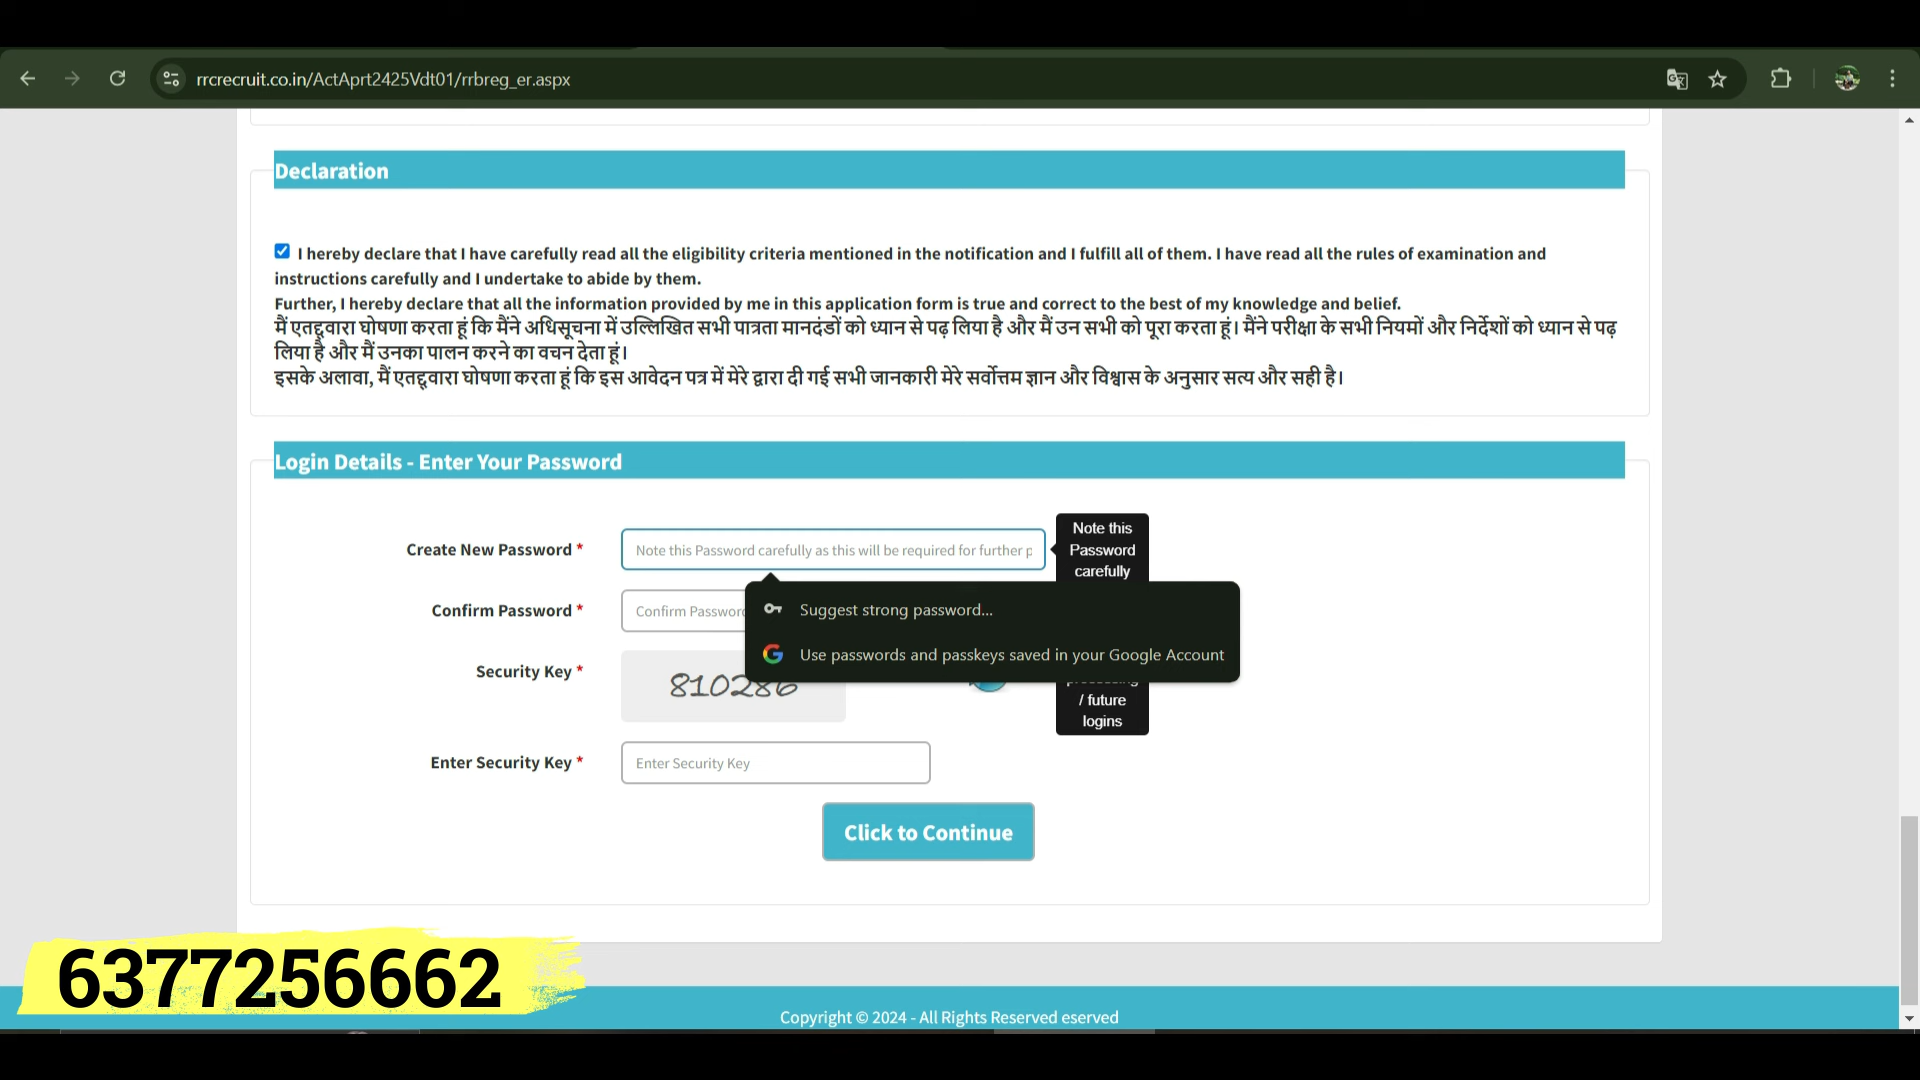 rrcrecruit.co.in/ActAprt2425Vdt01/rrbreg_er.aspx
Declaration
I hereby declare that I have carefully read all the eligibility criteria mentioned in the notification and I fulfill all of them. I have read all the rules of examination and
instructions carefully and I undertake to abide by them.
Further, I hereby declare that all the information provided by me in this application form is true and correct to the best of my knowledge and belief.
मैं एतद्द्वारा घोषणा करता हूं कि मैंने अधिसूचना में उल्लिखित सभी पात्रता मानदंडों को ध्यान से पढ़ लिया है और मैं उन सभी को पूरा करता हूं। मैंने परीक्षा के सभी नियमों और निर्देशों को ध्यान से पढ़
लिया है और मैं उनका पालन करने का वचन देता हूं।
इसके अलावा, मैं एतद्द्वारा घोषणा करता हूं कि इस आवेदन पत्र में मेरे द्वारा दी गई सभी जानकारी मेरे सर्वोत्तम ज्ञान और विश्वास के अनुसार सत्य और सही है।
Login Details - Enter Your Password
Create New Password *
Note this Password carefully as this will be required for further p
Note this
Password
carefully
Confirm Password *
Confirm Password
Suggest strong password...
Use passwords and passkeys saved in your Google Account
Security Key *
810286
/ future
logins
Enter Security Key *
Enter Security Key
Click to Continue
6377256662
Copyright © 2024 - All Rights Reserved eserved